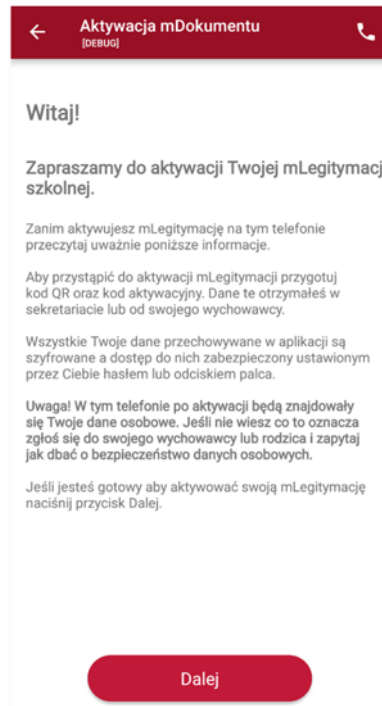 Aktywacja mDokumentu
[DEBUG]
Witaj!
Zapraszamy do aktywacji Twojej mLegitymacj
szkolnej.
Zanim aktywujesz mLegitymację na tym telefonie
przeczytaj uważnie poniższe informacje.
Aby przystąpić do aktywacji mLegitymacji przygotuj
kod QR oraz kod aktywacyjny. Dane te otrzymałeś w
sekretariacie lub od swojego wychowawcy.
Wszystkie Twoje dane przechowywane w aplikacji są
szyfrowane a dostęp do nich zabezpieczony ustawionym
przez Ciebie hasłem lub odciskiem palca.
Uwaga! W tym telefonie po aktywacji będą znajdowały
się Twoje dane osobowe. Jeśli nie wiesz co to oznacza
zgłoś się do swojego wychowawcy lub rodzica i zapytaj
jak dbać o bezpieczeństwo danych osobowych.
Jeśli jesteś gotowy aby aktywować swoją mLegitymację
naciśnij przycisk Dalej.
Dalej